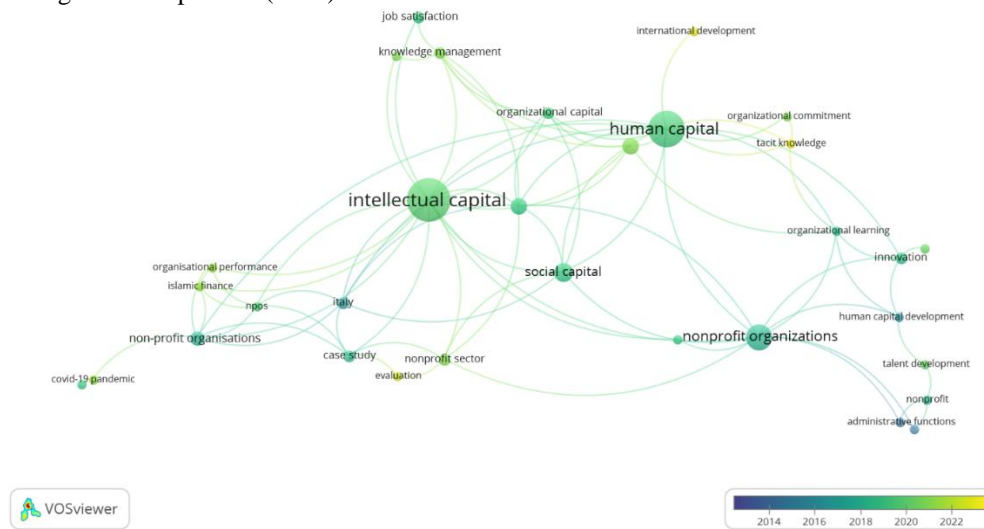 job satisfaction
international development
knowledge management
organizational capital
human capital
organizational commitment
tacit knowledge
intellectual capital
organizational learning
innovation
social capital
organisational performance
islamic finance
npos
italy
non-profit organisations
human capital development
nonprofit organizations
case study
nonprofit sector
talent development
evaluation
covid-19 pandemic
nonprofit
administrative functions
VOSviewer
2014 2016 2018 2020 2022